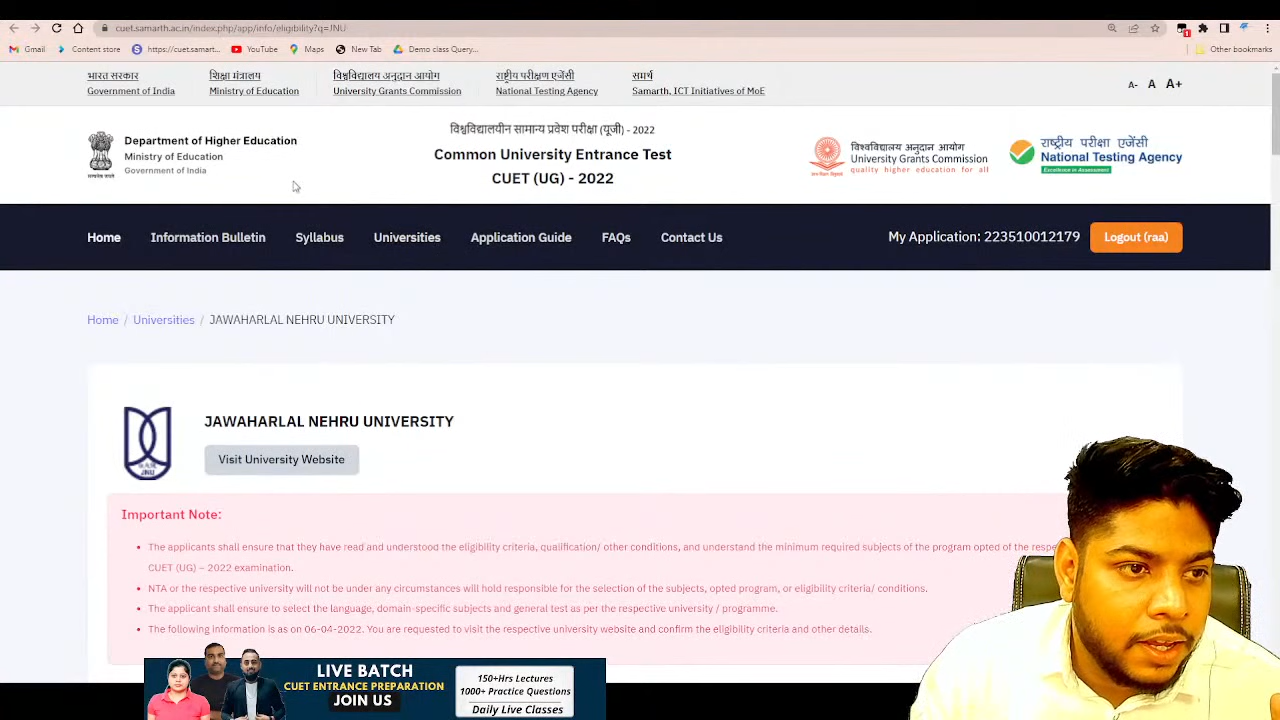 cuet.samarth.ac.in/index.php/app/info/eligibility?q=JNU
Gmail
Content store
https://cuet.samart...
YouTube
Maps
New Tab
Demo class Query...
Other bookmarks
भारत सरकार
Government of India
शिक्षा मंत्रालय
Ministry of Education
विश्वविद्यालय अनुदान आयोग
University Grants Commission
राष्ट्रीय परीक्षण एजेंसी
National Testing Agency
समर्थ
Samarth, ICT Initiatives of MoE
A- A A+
Department of Higher Education
Ministry of Education
Government of India
विश्वविद्यालयीन सामान्य प्रवेश परीक्षा (यूजी) - 2022
Common University Entrance Test
CUET (UG) - 2022
विश्वविद्यालय अनुदान आयोग
University Grants Commission
quality higher education for all
राष्ट्रीय परीक्षा एजेंसी
National Testing Agency
Excellence in Assessment
Home Information Bulletin Syllabus Universities Application Guide FAQs Contact Us My Application: 223510012179 Logout (raa)
Home / Universities / JAWAHARLAL NEHRU UNIVERSITY
JNU
JAWAHARLAL NEHRU UNIVERSITY
Visit University Website
Important Note:
• The applicants shall ensure that they have read and understood the eligibility criteria, qualification/ other conditions, and understand the minimum required subjects of the program opted of the respe
CUET (UG) – 2022 examination.
• NTA or the respective university will not be under any circumstances will hold responsible for the selection of the subjects, opted program, or eligibility criteria/ conditions.
• The applicant shall ensure to select the language, domain-specific subjects and general test as per the respective university / programme.
• The following information is as on 06-04-2022. You are requested to visit the respective university website and confirm the eligibility criteria and other details.
LIVE BATCH
CUET ENTRANCE PREPARATION
JOIN US
150+Hrs Lectures
1000+ Practice Questions
Daily Live Classes